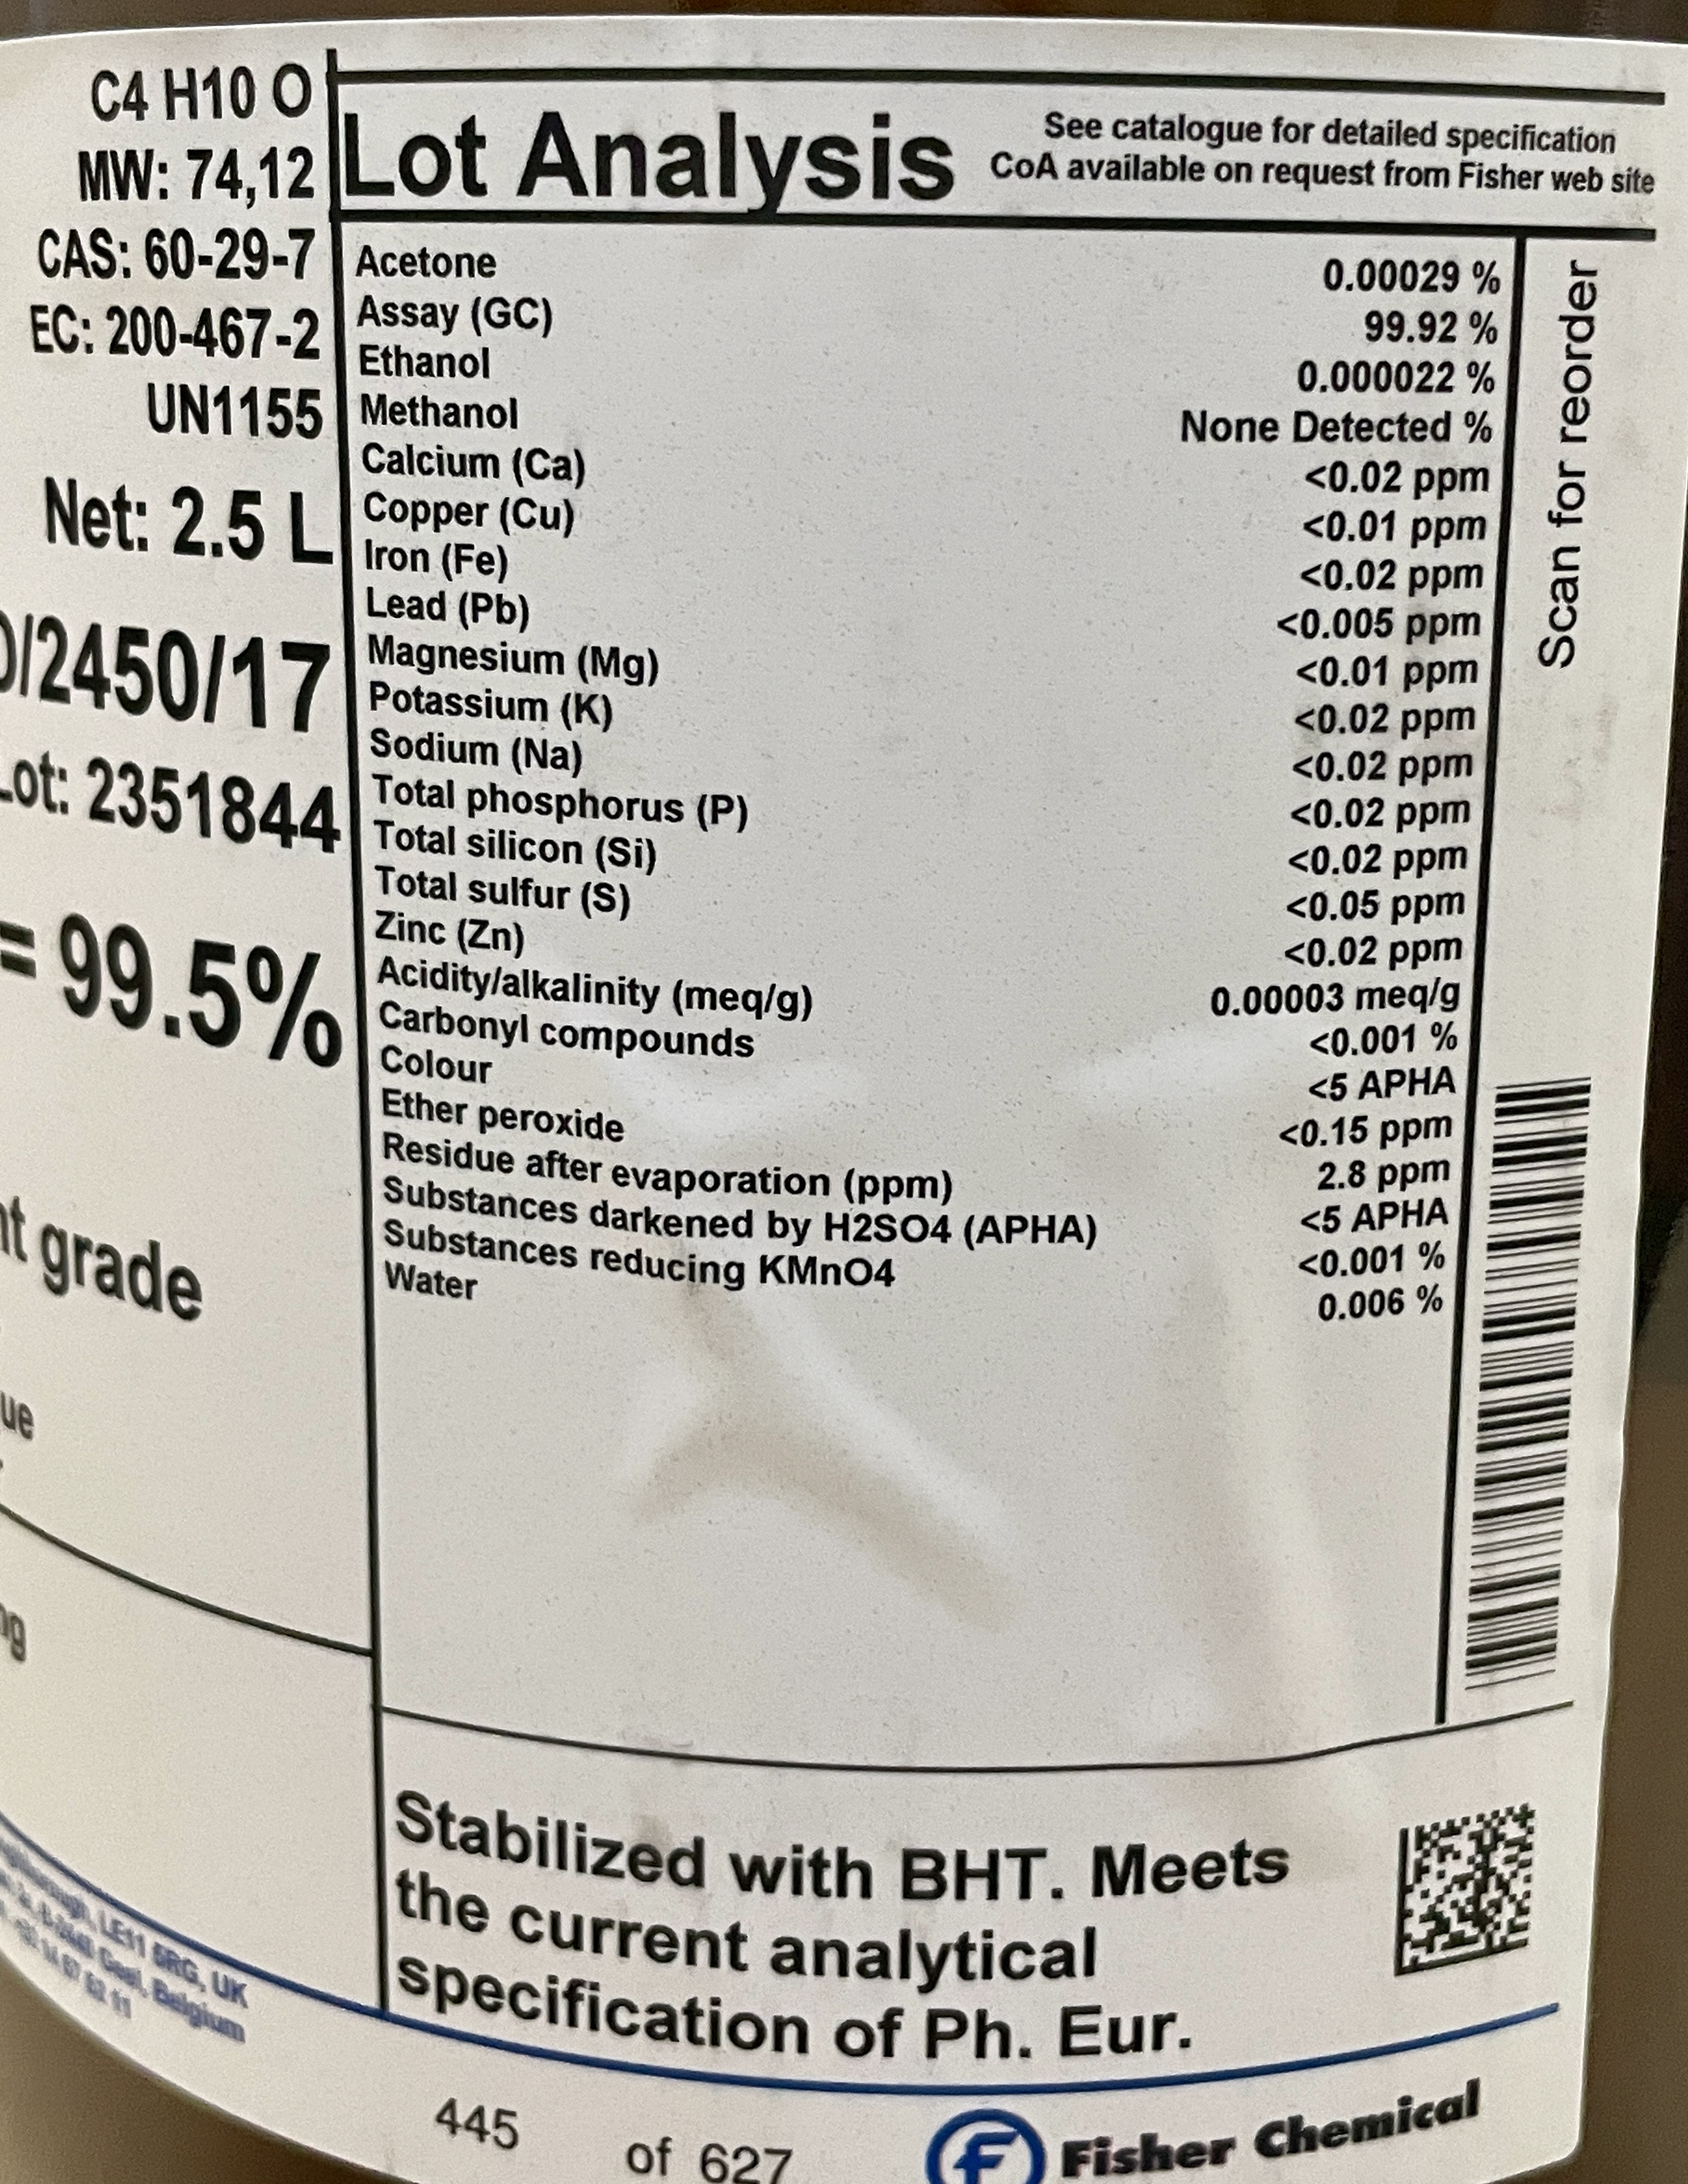 C4 H10 O
MW: 74,12
CAS: 60-29-7
EC: 200-467-2
UN1155
Net: 2.5 L
/2450/17
Lot: 2351844
= 99.5%
grade
Lot Analysis
See catalogue for detailed specification
CoA available on request from Fisher web site
Acetone 0.00029 %
Assay (GC) 99.92 %
Ethanol 0.000022 %
Methanol None Detected %
Calcium (Ca) <0.02 ppm
Copper (Cu) <0.01 ppm
Iron (Fe) <0.02 ppm
Lead (Pb) <0.005 ppm
Magnesium (Mg) <0.01 ppm
Potassium (K) <0.02 ppm
Sodium (Na) <0.02 ppm
Total phosphorus (P) <0.02 ppm
Total silicon (Si) <0.02 ppm
Total sulfur (S) <0.05 ppm
Zinc (Zn) <0.02 ppm
Acidity/alkalinity (meq/g) 0.00003 meq/g
Carbonyl compounds <0.001 %
Colour <5 APHA
Ether peroxide <0.15 ppm
Residue after evaporation (ppm) 2.8 ppm
Substances darkened by H2SO4 (APHA) <5 APHA
Substances reducing KMnO4 <0.001 %
Water 0.006 %
Scan for reorder
Stabilized with BHT. Meets
the current analytical
specification of Ph. Eur.
LE11 5RG, UK
Geel, Belgium
445 of 627
Fisher Chemical